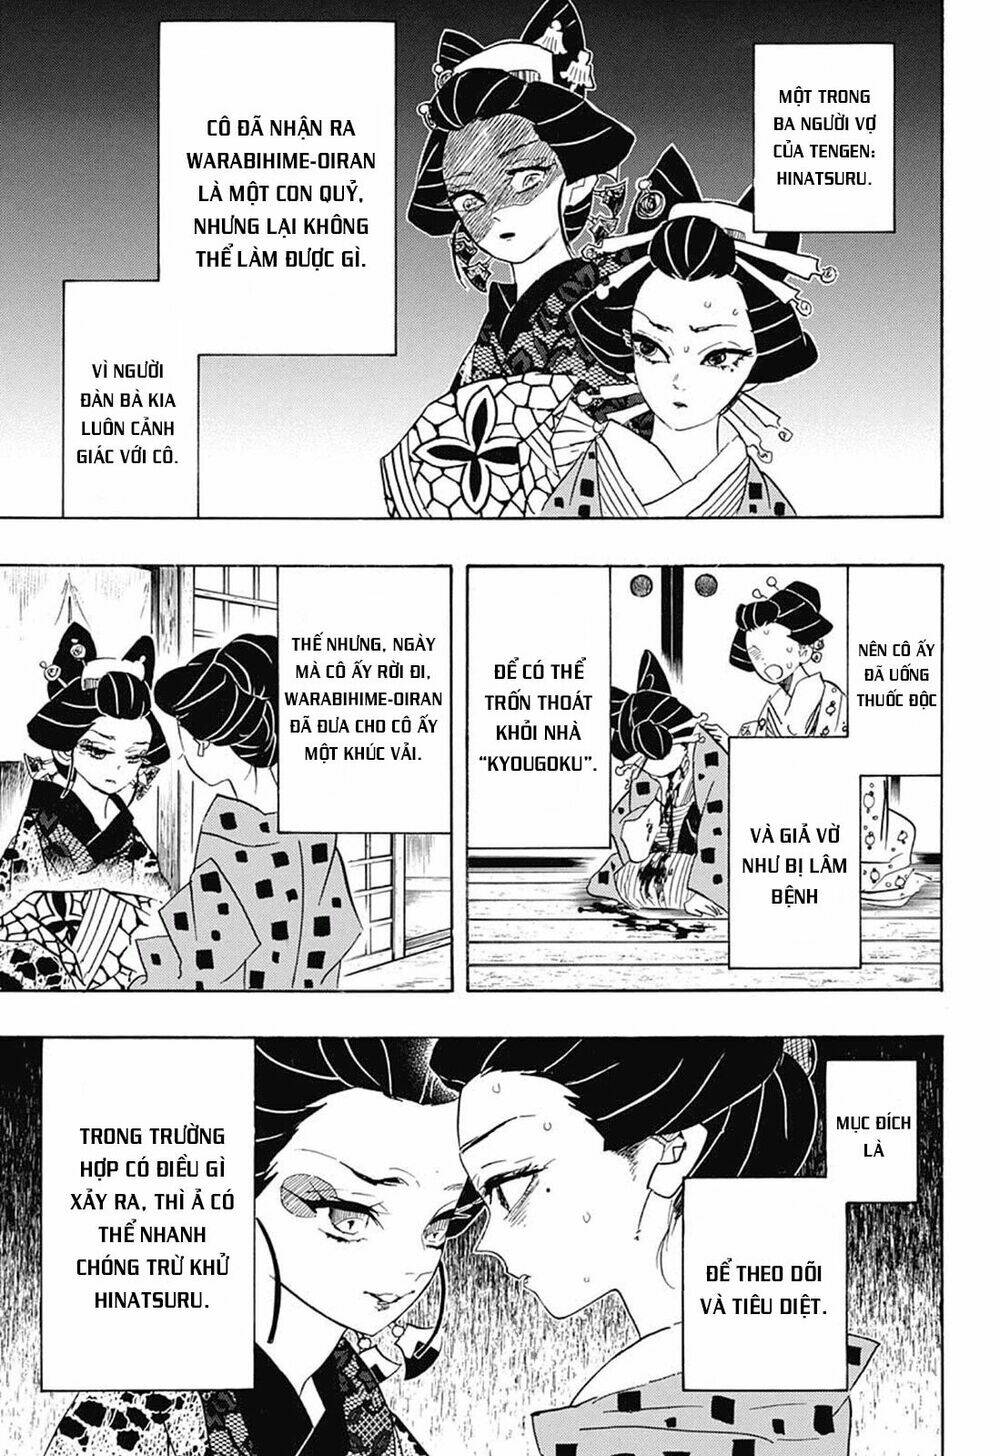 MỘT TRONG
BA NGƯỜI VỢ
CỦA TENGEN:
HINATSURU.
CÔ ĐÃ NHẬN RA
WARABIHIME-OIRAN
LÀ MỘT CON QUỶ,
NHƯNG LẠI KHÔNG
THỂ LÀM ĐƯỢC GÌ.
VÌ NGƯỜI
ĐÀN BÀ KIA
LUÔN CẢNH
GIÁC VỚI CÔ.
NÊN CÔ ẤY
ĐÃ UỐNG
THUỐC ĐỘC
VÀ GIẢ VỜ
NHƯ BỊ LÂM
BỆNH
ĐỂ CÓ THỂ
TRỐN THOÁT
KHỎI NHÀ
“KYOUGOKU”.
THẾ NHƯNG, NGÀY
MÀ CÔ ẤY RỜI ĐI,
WARABIHIME-OIRAN
ĐÃ ĐƯA CHO CÔ ẤY
MỘT KHÚC VẢI.
MỤC ĐÍCH
LÀ
ĐỂ THEO DÕI
VÀ TIÊU DIỆT.
TRONG TRƯỜNG
HỢP CÓ ĐIỀU GÌ
XẢY RA, THÌ Ả CÓ
THỂ NHANH
CHÓNG TRỪ KHỬ
HINATSURU.